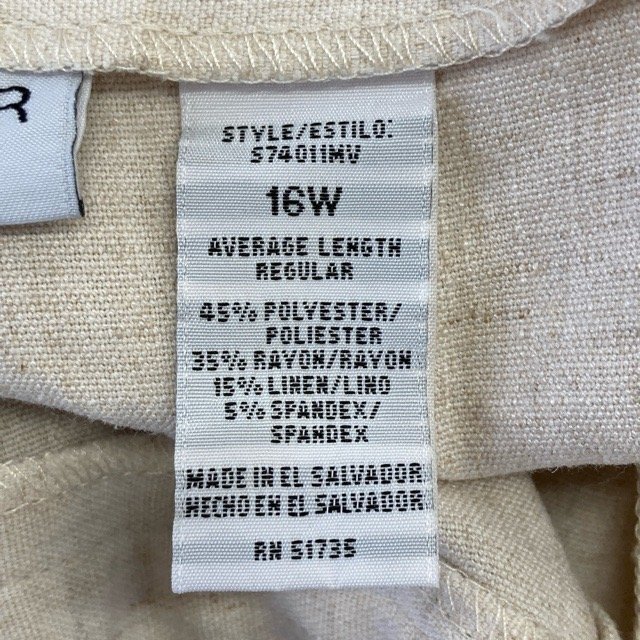 R
STYLE/ESTILO:
S74011MV
16W
AVERAGE LENGTH
REGULAR
45% POLYESTER/
POLIESTER
35% RAYON/RAYON
15% LINEN/LINO
5% SPANDEX/
SPANDEX
MADE IN EL SALVADOR
HECHO EN EL SALVADOR
RN 51735